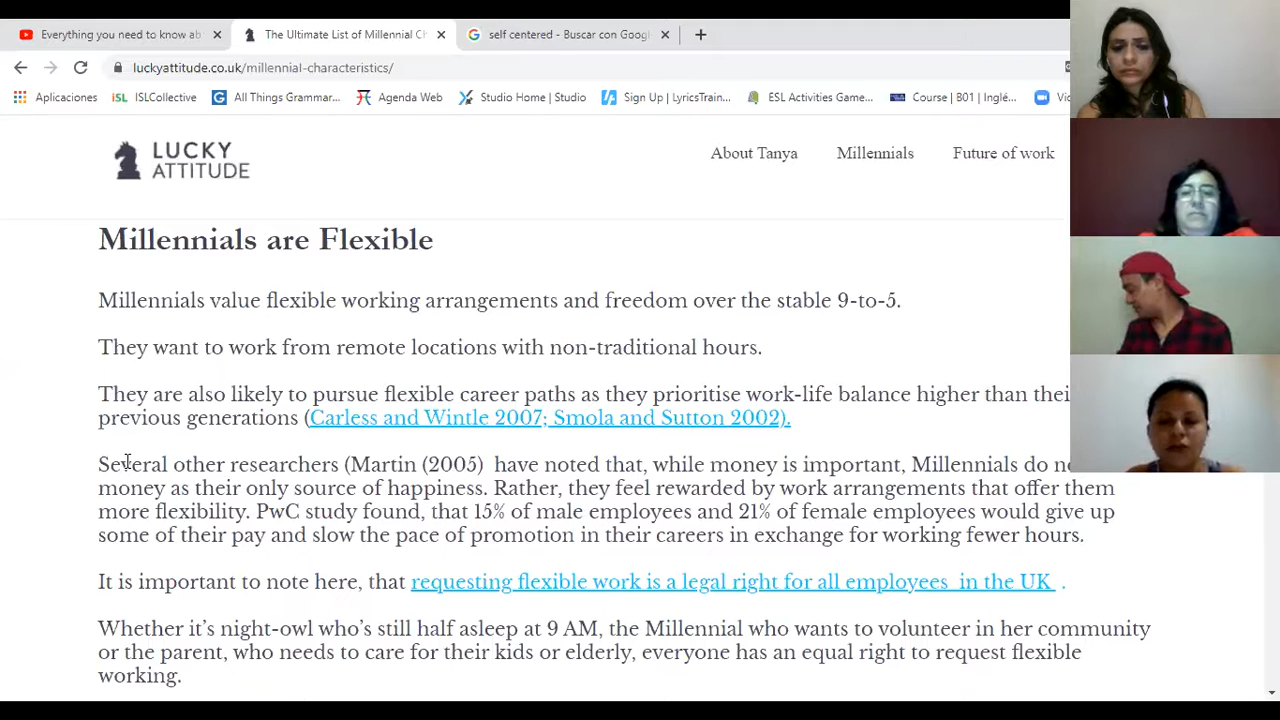 Everything you need to know ab
The Ultimate List of Millennial Ch
self centered - Buscar con Googl
luckyattitude.co.uk/millennial-characteristics/
Aplicaciones
ISLCollective
All Things Grammar...
Agenda Web
Studio Home | Studio
Sign Up | LyricsTrain...
ESL Activities Game...
Course | B01 | Inglé...
LUCKY
ATTITUDE
About Tanya
Millennials
Future of work
Millennials are Flexible
Millennials value flexible working arrangements and freedom over the stable 9-to-5.
They want to work from remote locations with non-traditional hours.
They are also likely to pursue flexible career paths as they prioritise work-life balance higher than thei
previous generations (Carless and Wintle 2007; Smola and Sutton 2002).
Several other researchers (Martin (2005) have noted that, while money is important, Millennials do
money as their only source of happiness. Rather, they feel rewarded by work arrangements that offer them
more flexibility. PwC study found, that 15% of male employees and 21% of female employees would give up
some of their pay and slow the pace of promotion in their careers in exchange for working fewer hours.
It is important to note here, that requesting flexible work is a legal right for all employees in the UK .
Whether it's night-owl who's still half asleep at 9 AM, the Millennial who wants to volunteer in her community
or the parent, who needs to care for their kids or elderly, everyone has an equal right to request flexible
working.